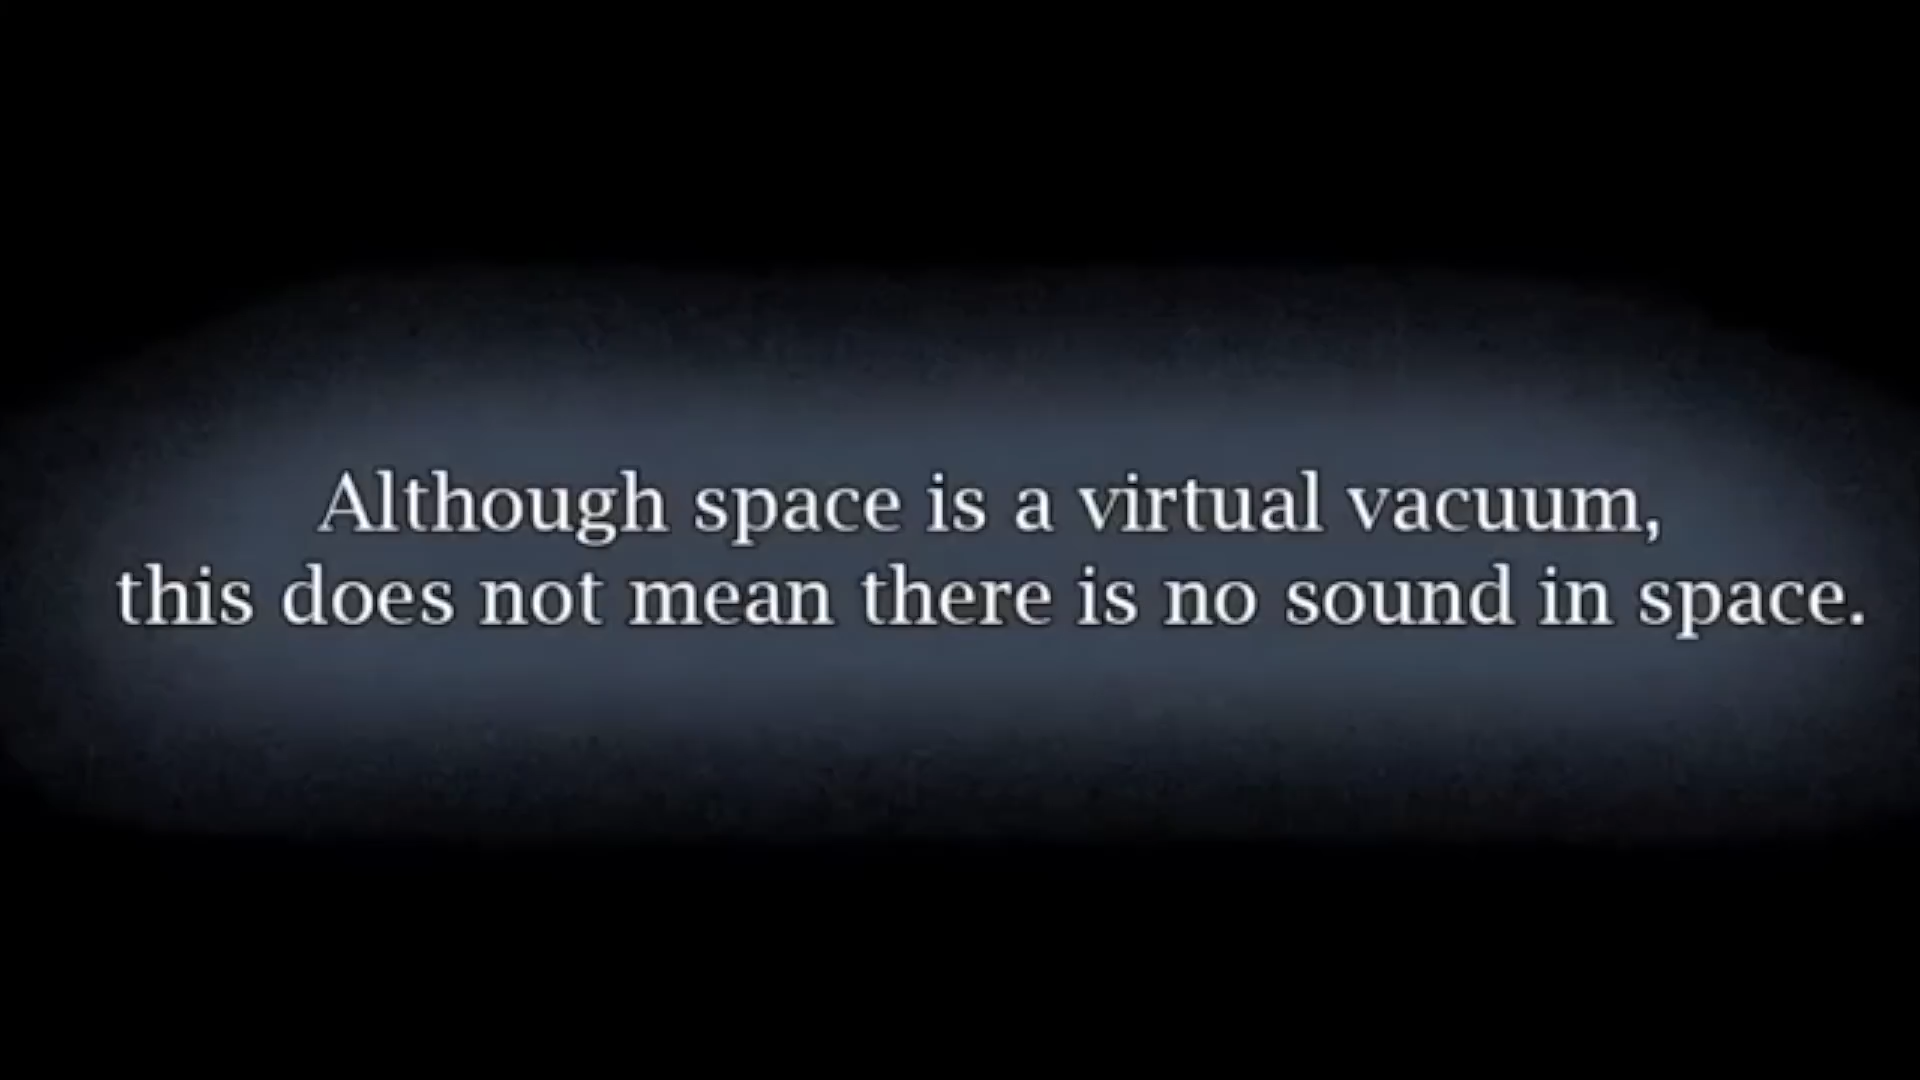 Although space is a virtual vacuum,
this does not mean there is no sound in space.